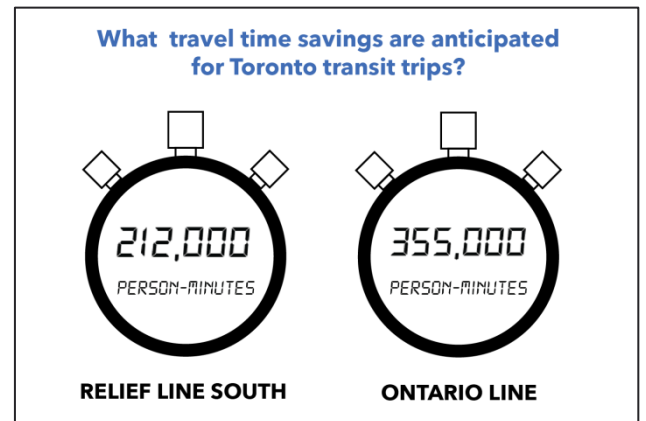 What travel time savings are anticipated
for Toronto transit trips?
212,000
PERSON-MINUTES
RELIEF LINE SOUTH
355,000
PERSON-MINUTES
ONTARIO LINE